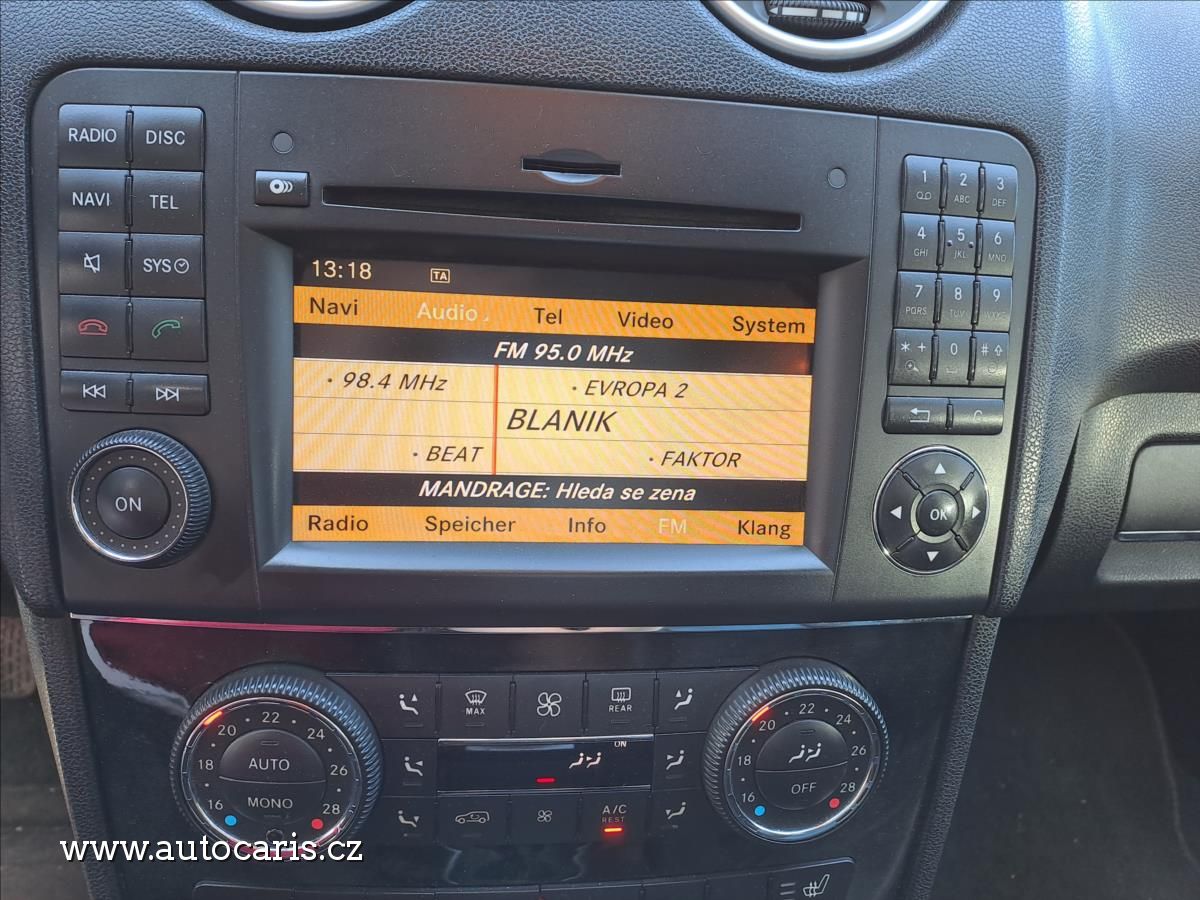 RADIO DISC
NAVI TEL
SYS
ON
13:18 TA
Navi Audio Tel Video System
FM 95.0 MHz
· 98.4 MHz · EVROPA 2
BLANIK
· BEAT · FAKTOR
MANDRAGE: Hleda se zena
Radio Speicher Info FM Klang
1 2 3
ABC DEF
4 5 6
GHI JKL MNO
7 8 9
PQRS TUV WXYZ
* + 0 #
C
OK
MAX REAR
ON
16 18 20 22 24 26 28
AUTO
MONO
A/C
REST
16 18 20 22 24 26 28
OFF
www.autocaris.cz